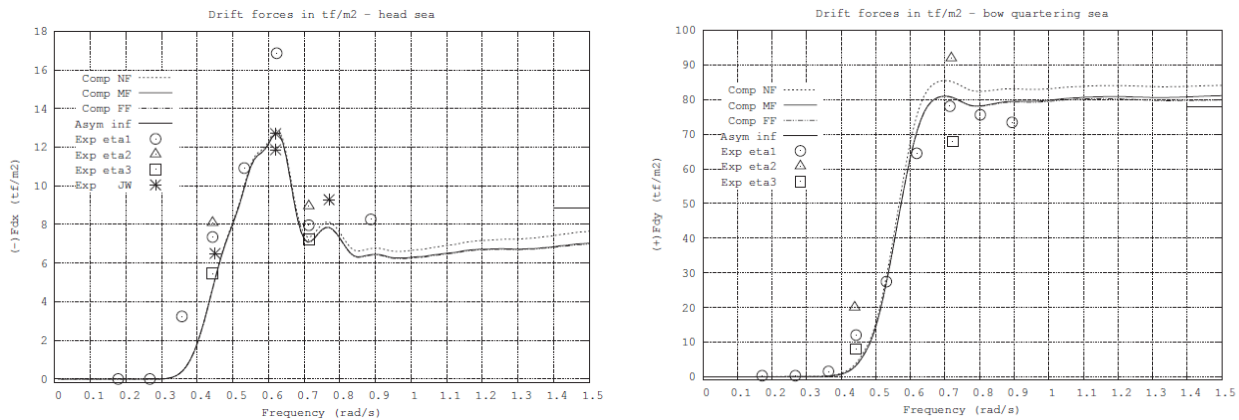 Drift forces in tf/m2 - head sea
18
16
14
12
10
8
6
4
2
0
(-)Fdx (tf/m2)
Comp NF
Comp MF
Comp FF
Asym inf
Exp eta1
Exp eta2
Exp eta3
Exp JW
0 0.1 0.2 0.3 0.4 0.5 0.6 0.7 0.8 0.9 1 1.1 1.2 1.3 1.4 1.5
Frequency (rad/s)
Drift forces in tf/m2 - bow quartering sea
100
90
80
70
60
50
40
30
20
10
0
(+)Fdy (tf/m2)
Comp NF
Comp MF
Comp FF
Asym inf
Exp eta1
Exp eta2
Exp eta3
0 0.1 0.2 0.3 0.4 0.5 0.6 0.7 0.8 0.9 1 1.1 1.2 1.3 1.4 1.5
Frequency (rad/s)